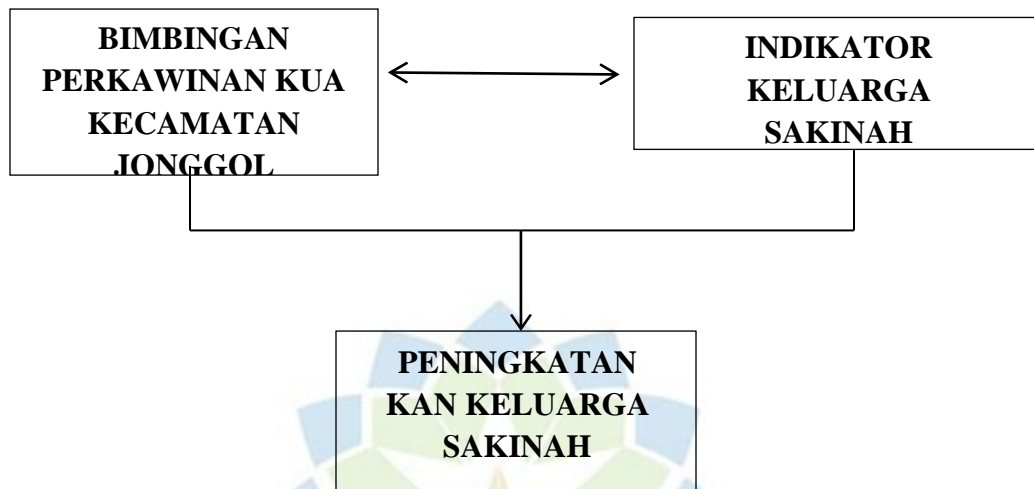 BIMBINGAN
PERKAWINAN KUA
KECAMATAN
JONGGOL
INDIKATOR
KELUARGA
SAKINAH
PENINGKATAN
KAN KELUARGA
SAKINAH